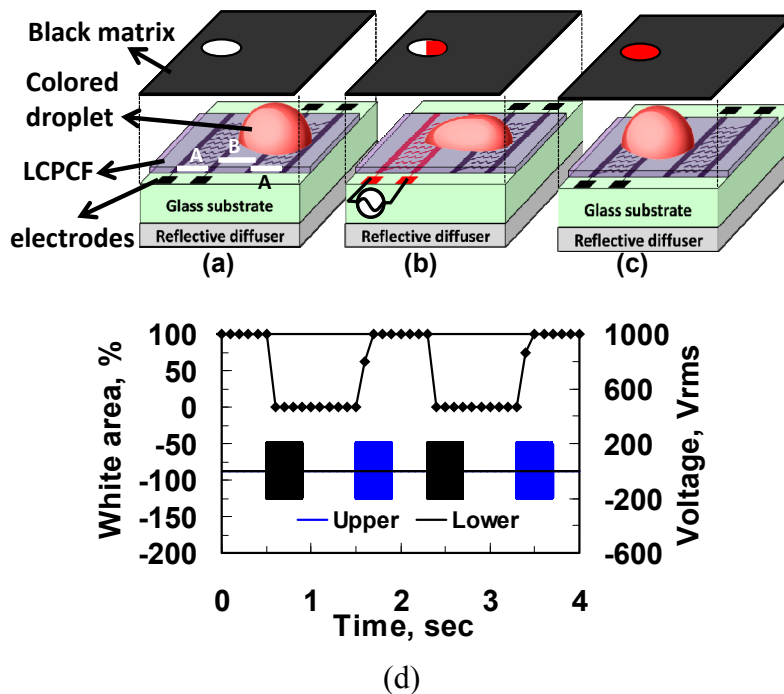 Black matrix
Colored
droplet
LCPCF
electrodes
A
B
A
Glass substrate
Reflective diffuser
(a)
Reflective diffuser
(b)
Glass substrate
Reflective diffuser
(c)
White area, %
100
50
0
-50
-100
-150
-200
Voltage, Vrms
1000
600
200
-200
-600
Upper
Lower
0
1
2
3
4
Time, sec
(d)